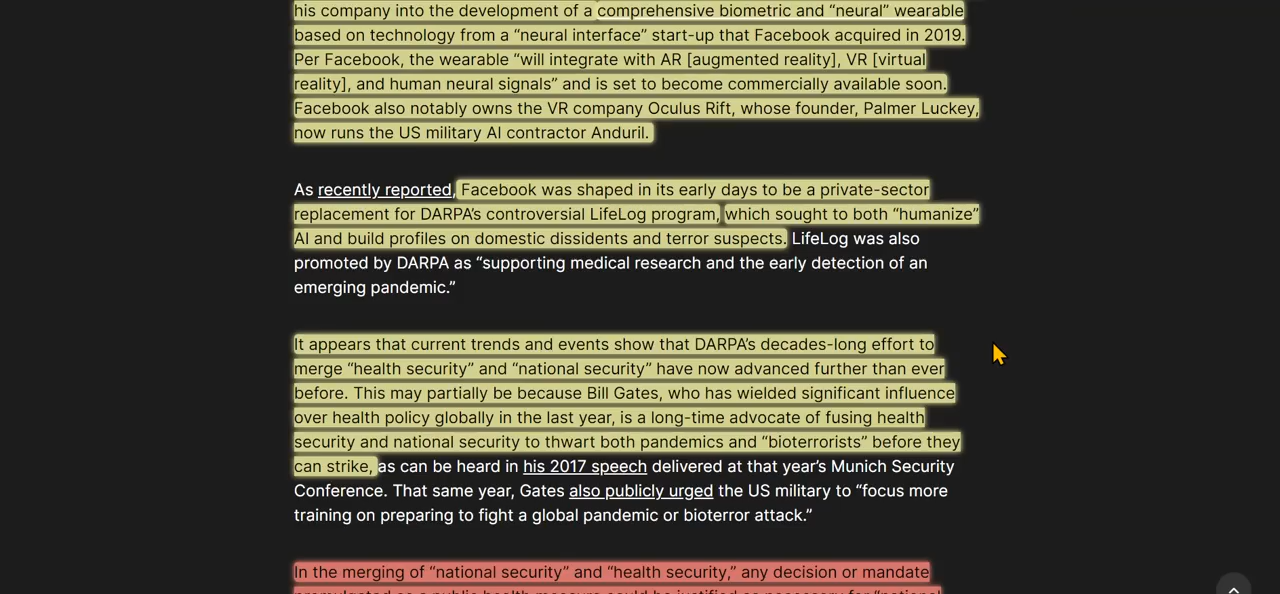 his company into the development of a comprehensive biometric and “neural” wearable
based on technology from a “neural interface” start-up that Facebook acquired in 2019.
Per Facebook, the wearable “will integrate with AR [augmented reality], VR [virtual
reality], and human neural signals” and is set to become commercially available soon.
Facebook also notably owns the VR company Oculus Rift, whose founder, Palmer Luckey,
now runs the US military AI contractor Anduril.
As recently reported, Facebook was shaped in its early days to be a private-sector
replacement for DARPA’s controversial LifeLog program, which sought to both “humanize”
AI and build profiles on domestic dissidents and terror suspects. LifeLog was also
promoted by DARPA as “supporting medical research and the early detection of an
emerging pandemic.”
It appears that current trends and events show that DARPA’s decades-long effort to
merge “health security” and “national security” have now advanced further than ever
before. This may partially be because Bill Gates, who has wielded significant influence
over health policy globally in the last year, is a long-time advocate of fusing health
security and national security to thwart both pandemics and “bioterrorists” before they
can strike, as can be heard in his 2017 speech delivered at that year’s Munich Security
Conference. That same year, Gates also publicly urged the US military to “focus more
training on preparing to fight a global pandemic or bioterror attack.”
In the merging of “national security” and “health security,” any decision or mandate